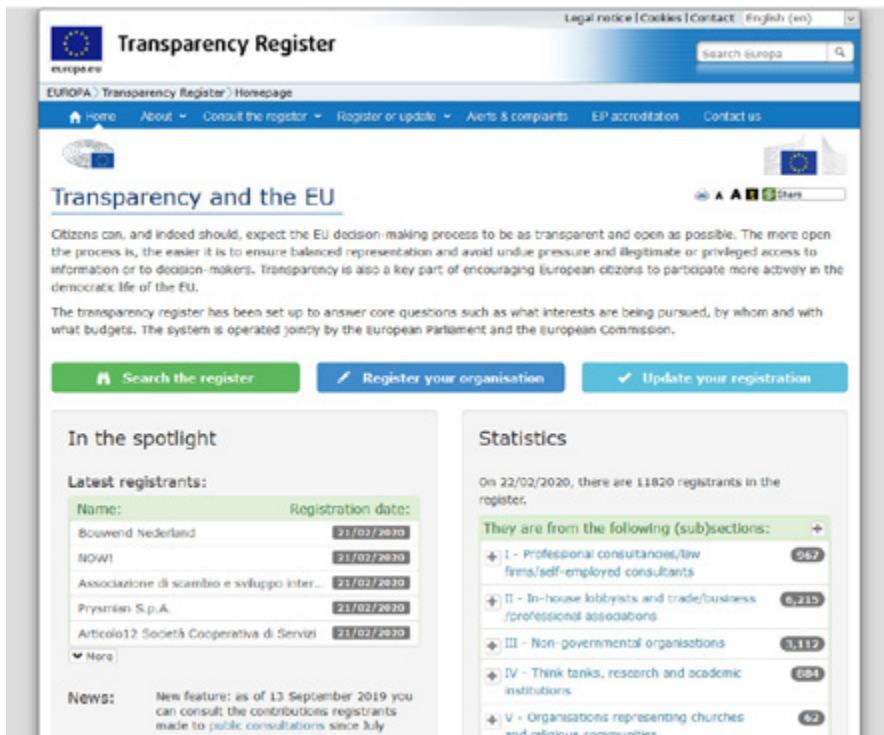 Legal notice | Cookies | Contact English (en)
Transparency Register
europa.eu
Search Europa
EUROPA > Transparency Register > Homepage
Home About Consult the register Register or update Alerts & complaints EP accreditation Contact us
Transparency and the EU
A A Share
Citizens can, and indeed should, expect the EU decision-making process to be as transparent and open as possible. The more open
the process is, the easier it is to ensure balanced representation and avoid undue pressure and illegitimate or privileged access to
information or to decision-makers. Transparency is also a key part of encouraging European citizens to participate more actively in the
democratic life of the EU.
The transparency register has been set up to answer core questions such as what interests are being pursued, by whom and with
what budgets. The system is operated jointly by the European Parliament and the European Commission.
Search the register Register your organisation Update your registration
In the spotlight
Latest registrants:
Name: Registration date:
Bouwend Nederland 21/02/2020
NOW! 21/02/2020
Associazione di scambio e sviluppo inter... 21/02/2020
Prysmian S.p.A. 21/02/2020
Articolo12 Società Cooperativa di Servizi 21/02/2020
More
News: New feature: as of 13 September 2019 you
can consult the contributions registrants
made to public consultations since July
Statistics
On 22/02/2020, there are 11820 registrants in the
register.
They are from the following (sub)sections: +
+ I - Professional consultancies/law 967
firms/self-employed consultants
+ II - In-house lobbyists and trade/business 6,215
/professional associations
+ III - Non-governmental organisations 3,112
+ IV - Think tanks, research and academic 884
institutions
+ V - Organisations representing churches 62
and religious communities